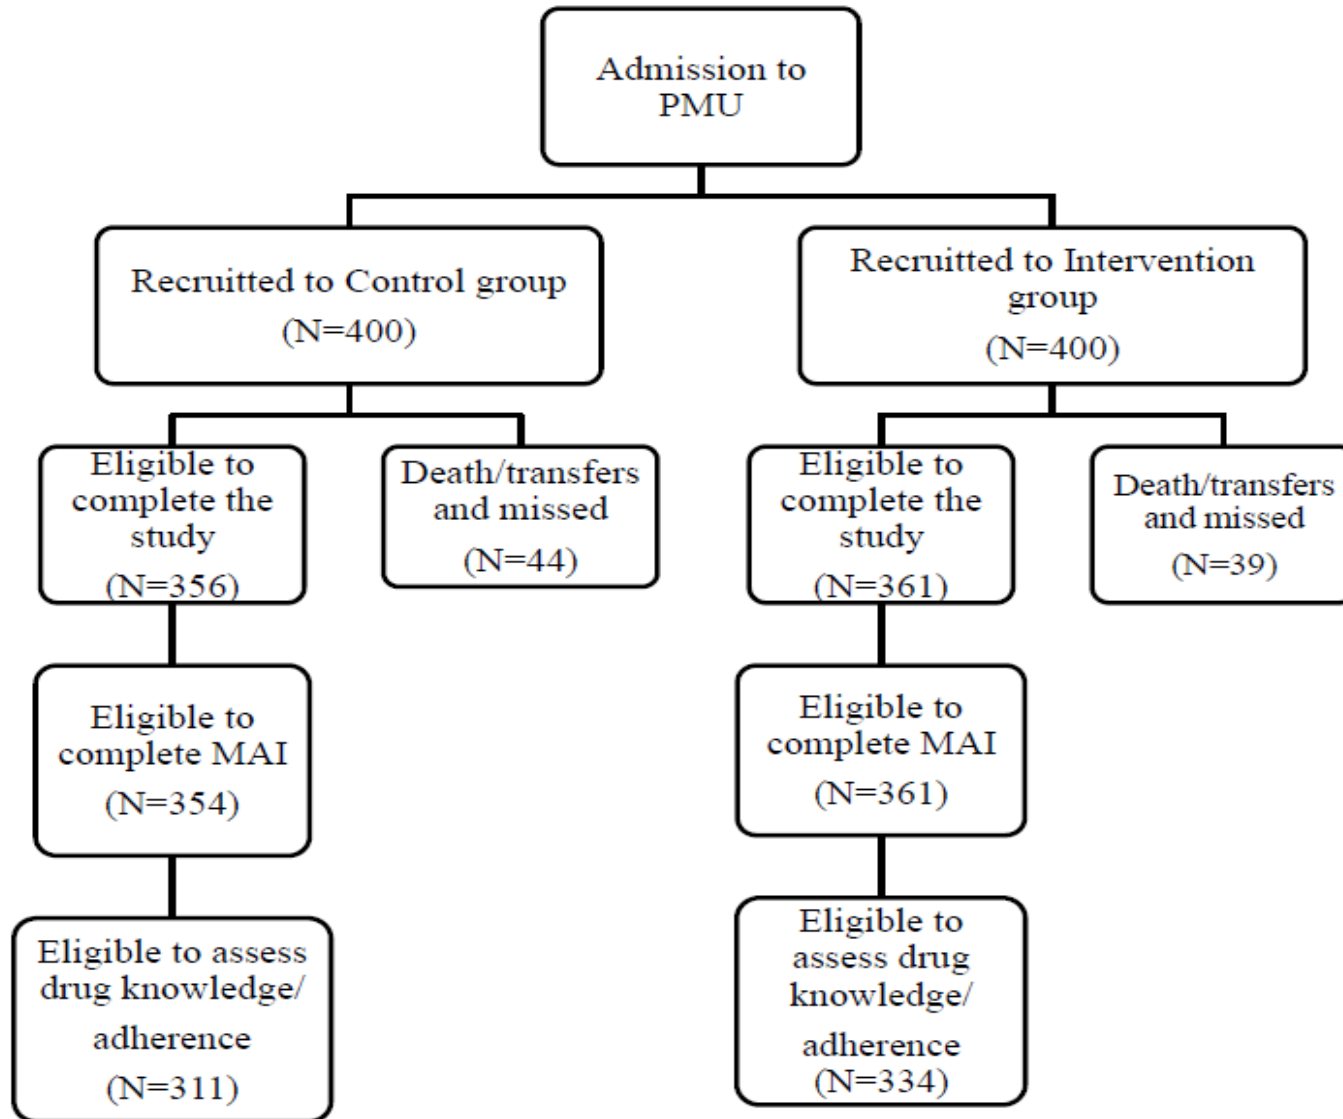 Admission to
PMU
Recruitted to Control group
(N=400)
Recruitted to Intervention
group
(N=400)
Eligible to
complete the
study
(N=356)
Death/transfers
and missed
(N=44)
Eligible to
complete the
study
(N=361)
Death/transfers
and missed
(N=39)
Eligible to
complete MAI
(N=354)
Eligible to
complete MAI
(N=361)
Eligible to assess
drug knowledge/
adherence
(N=311)
Eligible to
assess drug
knowledge/
adherence
(N=334)